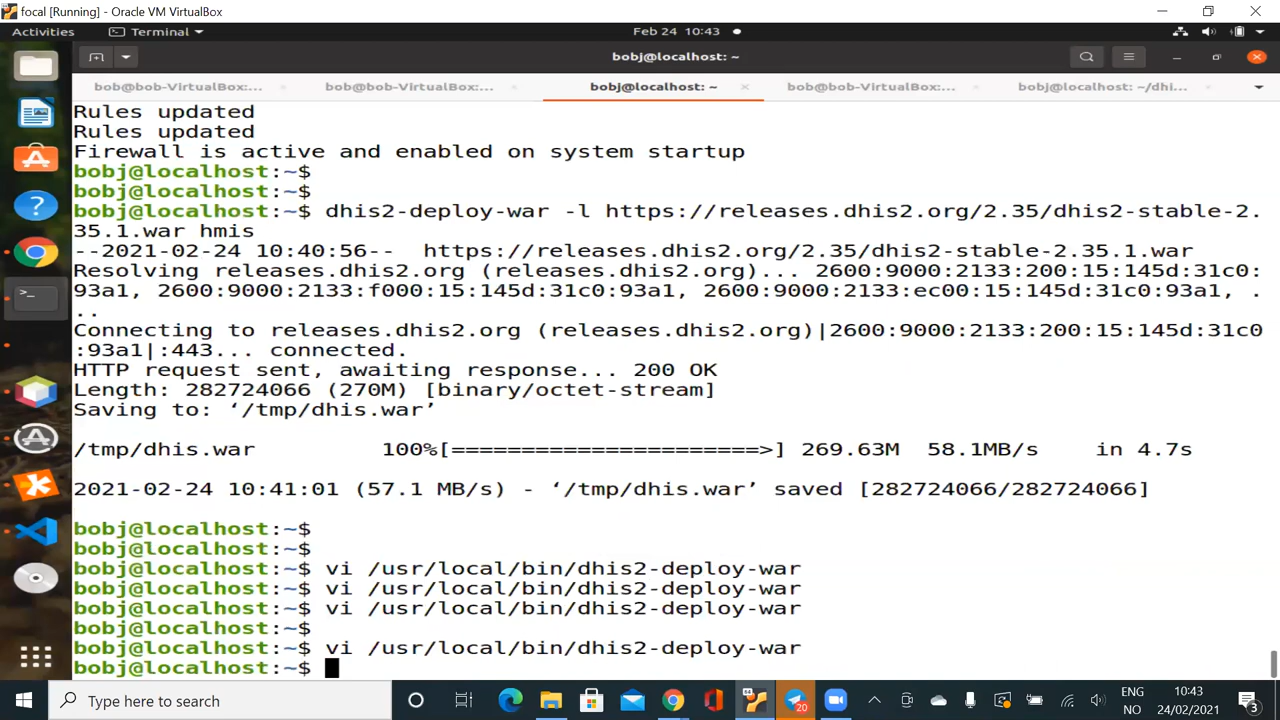 focal [Running] - Oracle VM VirtualBox
Activities Terminal Feb 24 10:43
bobj@localhost: ~
bob@bob-VirtualBox:... bob@bob-VirtualBox:... bobj@localhost: ~ bob@bob-VirtualBox:... bobj@localhost: ~/dhi...
Rules updated
Rules updated
Firewall is active and enabled on system startup
bobj@localhost:~$
bobj@localhost:~$
bobj@localhost:~$ dhis2-deploy-war -l https://releases.dhis2.org/2.35/dhis2-stable-2.
35.1.war hmis
--2021-02-24 10:40:56-- https://releases.dhis2.org/2.35/dhis2-stable-2.35.1.war
Resolving releases.dhis2.org (releases.dhis2.org)... 2600:9000:2133:200:15:145d:31c0:
93a1, 2600:9000:2133:f000:15:145d:31c0:93a1, 2600:9000:2133:ec00:15:145d:31c0:93a1, .
..
Connecting to releases.dhis2.org (releases.dhis2.org)|2600:9000:2133:200:15:145d:31c0
:93a1|:443... connected.
HTTP request sent, awaiting response... 200 OK
Length: 282724066 (270M) [binary/octet-stream]
Saving to: ‘/tmp/dhis.war’
/tmp/dhis.war 100%[======================>] 269.63M 58.1MB/s in 4.7s
2021-02-24 10:41:01 (57.1 MB/s) - ‘/tmp/dhis.war’ saved [282724066/282724066]
bobj@localhost:~$
bobj@localhost:~$
bobj@localhost:~$ vi /usr/local/bin/dhis2-deploy-war
bobj@localhost:~$ vi /usr/local/bin/dhis2-deploy-war
bobj@localhost:~$ vi /usr/local/bin/dhis2-deploy-war
bobj@localhost:~$
bobj@localhost:~$ vi /usr/local/bin/dhis2-deploy-war
bobj@localhost:~$
Type here to search
20
ENG
NO
10:43
24/02/2021
3